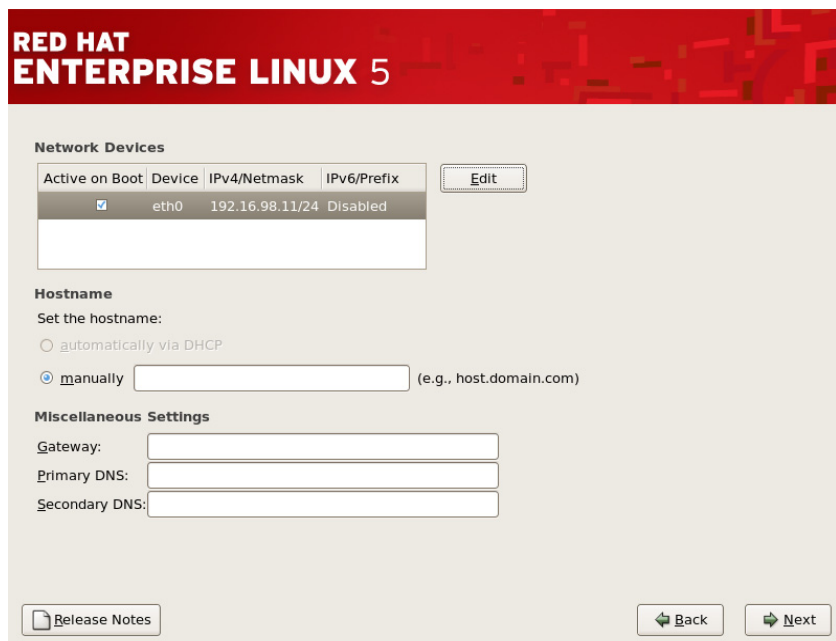 RED HAT
ENTERPRISE LINUX 5
Network Devices
Active on Boot Device IPv4/Netmask IPv6/Prefix
Edit
eth0 192.16.98.11/24 Disabled
Hostname
Set the hostname:
automatically via DHCP
manually (e.g., host.domain.com)
Miscellaneous Settings
Gateway:
Primary DNS:
Secondary DNS:
Release Notes Back Next